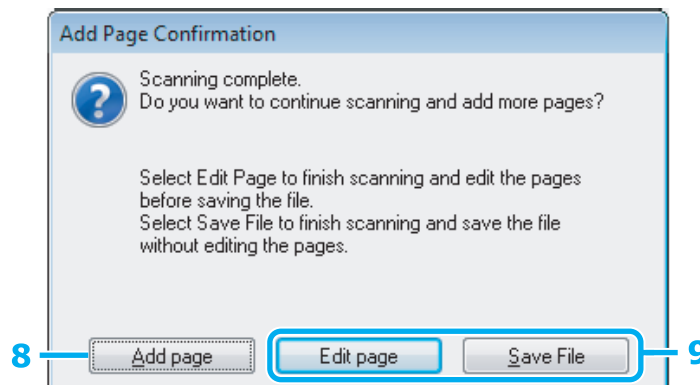 Add Page Confirmation
Scanning complete.
Do you want to continue scanning and add more pages?
Select Edit Page to finish scanning and edit the pages
before saving the file.
Select Save File to finish scanning and save the file
without editing the pages.
8 Add page Edit page Save File 9